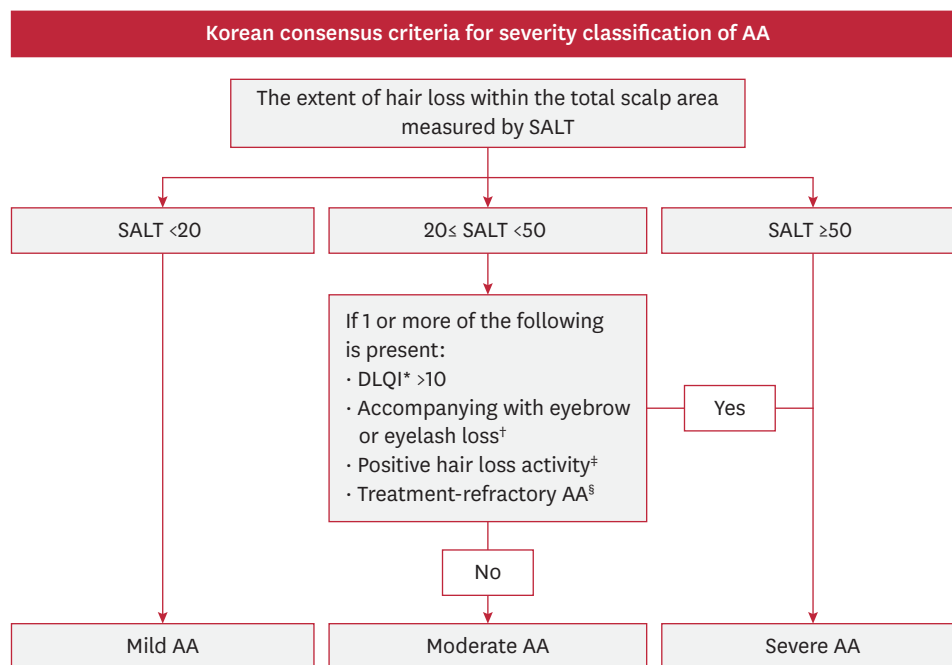 Korean consensus criteria for severity classification of AA
The extent of hair loss within the total scalp area
measured by SALT
SALT <20
20≤ SALT <50
SALT ≥50
If 1 or more of the following
is present:
· DLQI* >10
· Accompanying with eyebrow
or eyelash loss†
· Positive hair loss activity‡
· Treatment-refractory AA§
Yes
No
Mild AA
Moderate AA
Severe AA